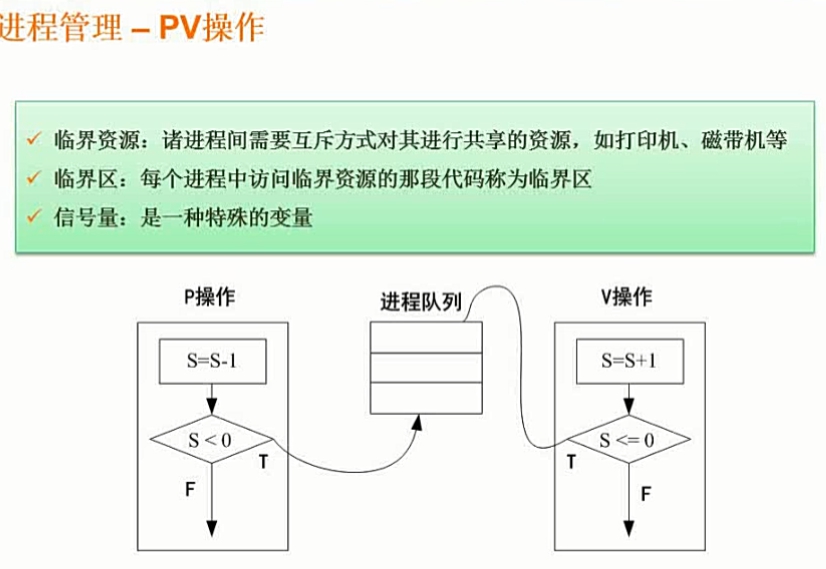 进程管理 – PV操作
临界资源：诸进程间需要互斥方式对其进行共享的资源，如打印机、磁带机等
临界区：每个进程中访问临界资源的那段代码称为临界区
信号量：是一种特殊的变量
P操作
进程队列
V操作
S=S-1
S=S+1
S < 0
S <= 0
T
T
F
F